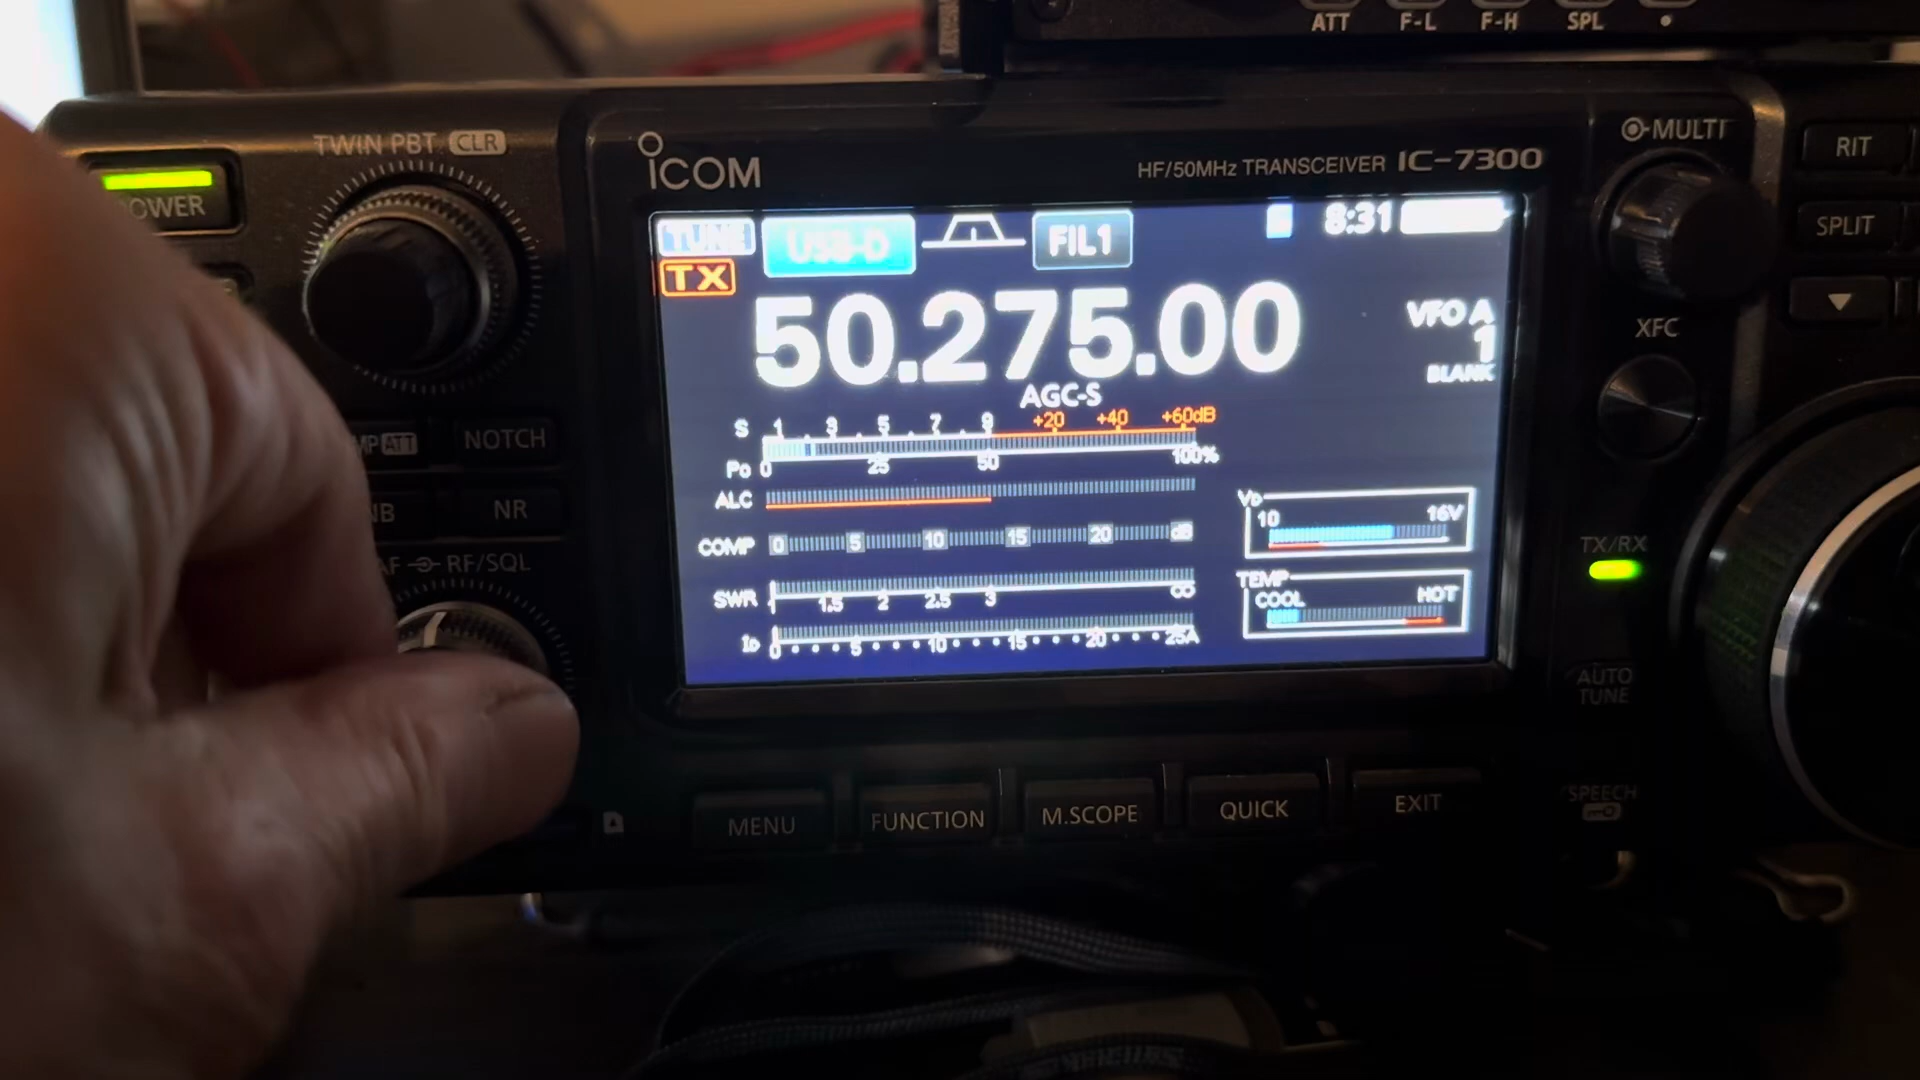 ATT F-L F-H SPL
TWIN PBT CLR
ICOM
HF/50MHz TRANSCEIVER IC-7300
MULTI
RIT
OWER
TUNE USB-D FIL1 8:31
SPLIT
TX
50.275.00
VFO A
1
BLANK
XFC
AGC-S
S 1 3 5 7 9 +20 +40 +60dB
Po 0 25 50 100%
MP ATT NOTCH
ALC
VD
10 16V
NB NR
COMP 0 5 10 15 20 dB
TX/RX
AF RF/SQL
TEMP
COOL HOT
SWR 1 1.5 2 2.5 3 ∞
ID 0 5 10 15 20 25A
AUTO
TUNE
MENU FUNCTION M.SCOPE QUICK EXIT
SPEECH